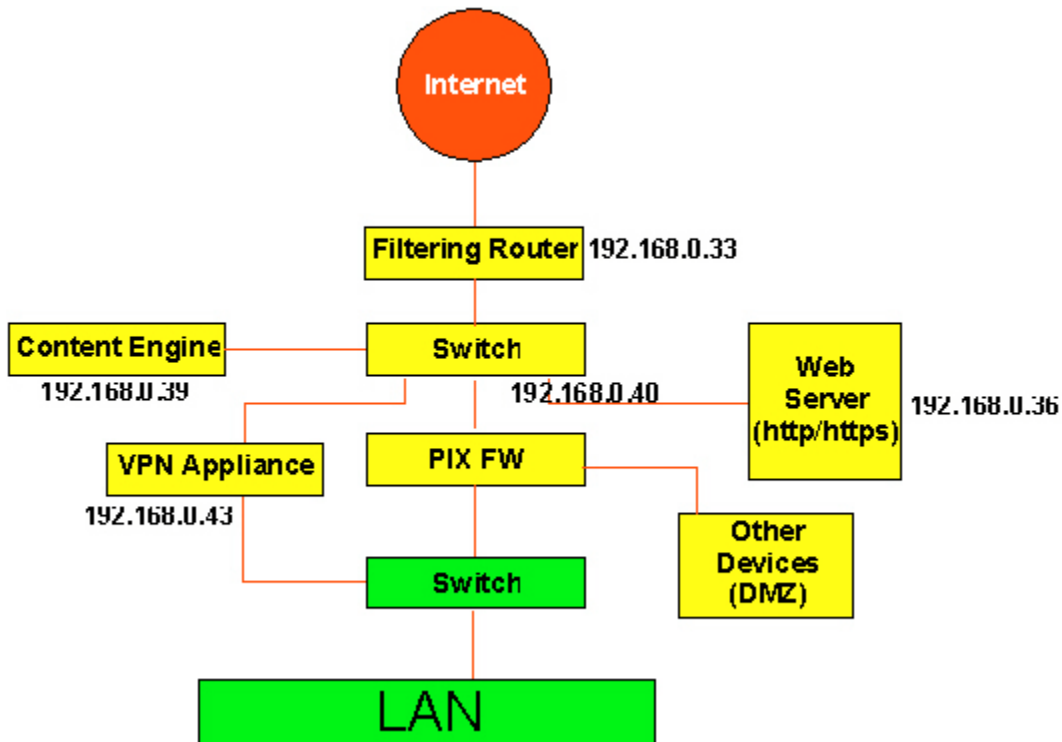 Internet
Filtering Router
192.168.0.33
Content Engine
192.168.0.39
Switch
192.168.0.40
Web
Server
(http/https)
192.168.0.36
VPN Appliance
192.168.0.43
PIX FW
Other
Devices
(DMZ)
Switch
LAN